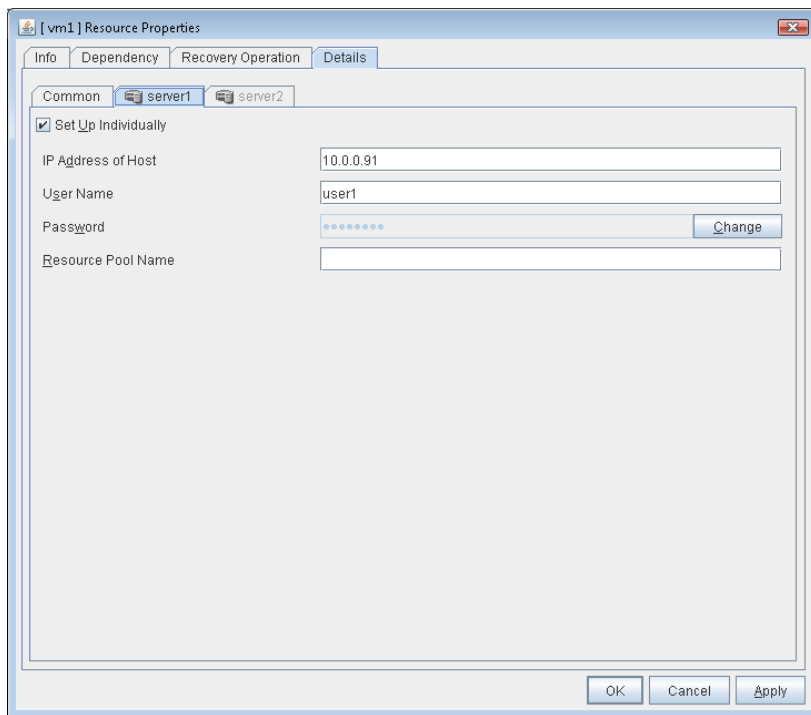 [ vm1 ] Resource Properties
Info Dependency Recovery Operation Details
Common server1 server2
Set Up Individually
IP Address of Host 10.0.0.91
User Name user1
Password •••••••• Change
Resource Pool Name
OK Cancel Apply